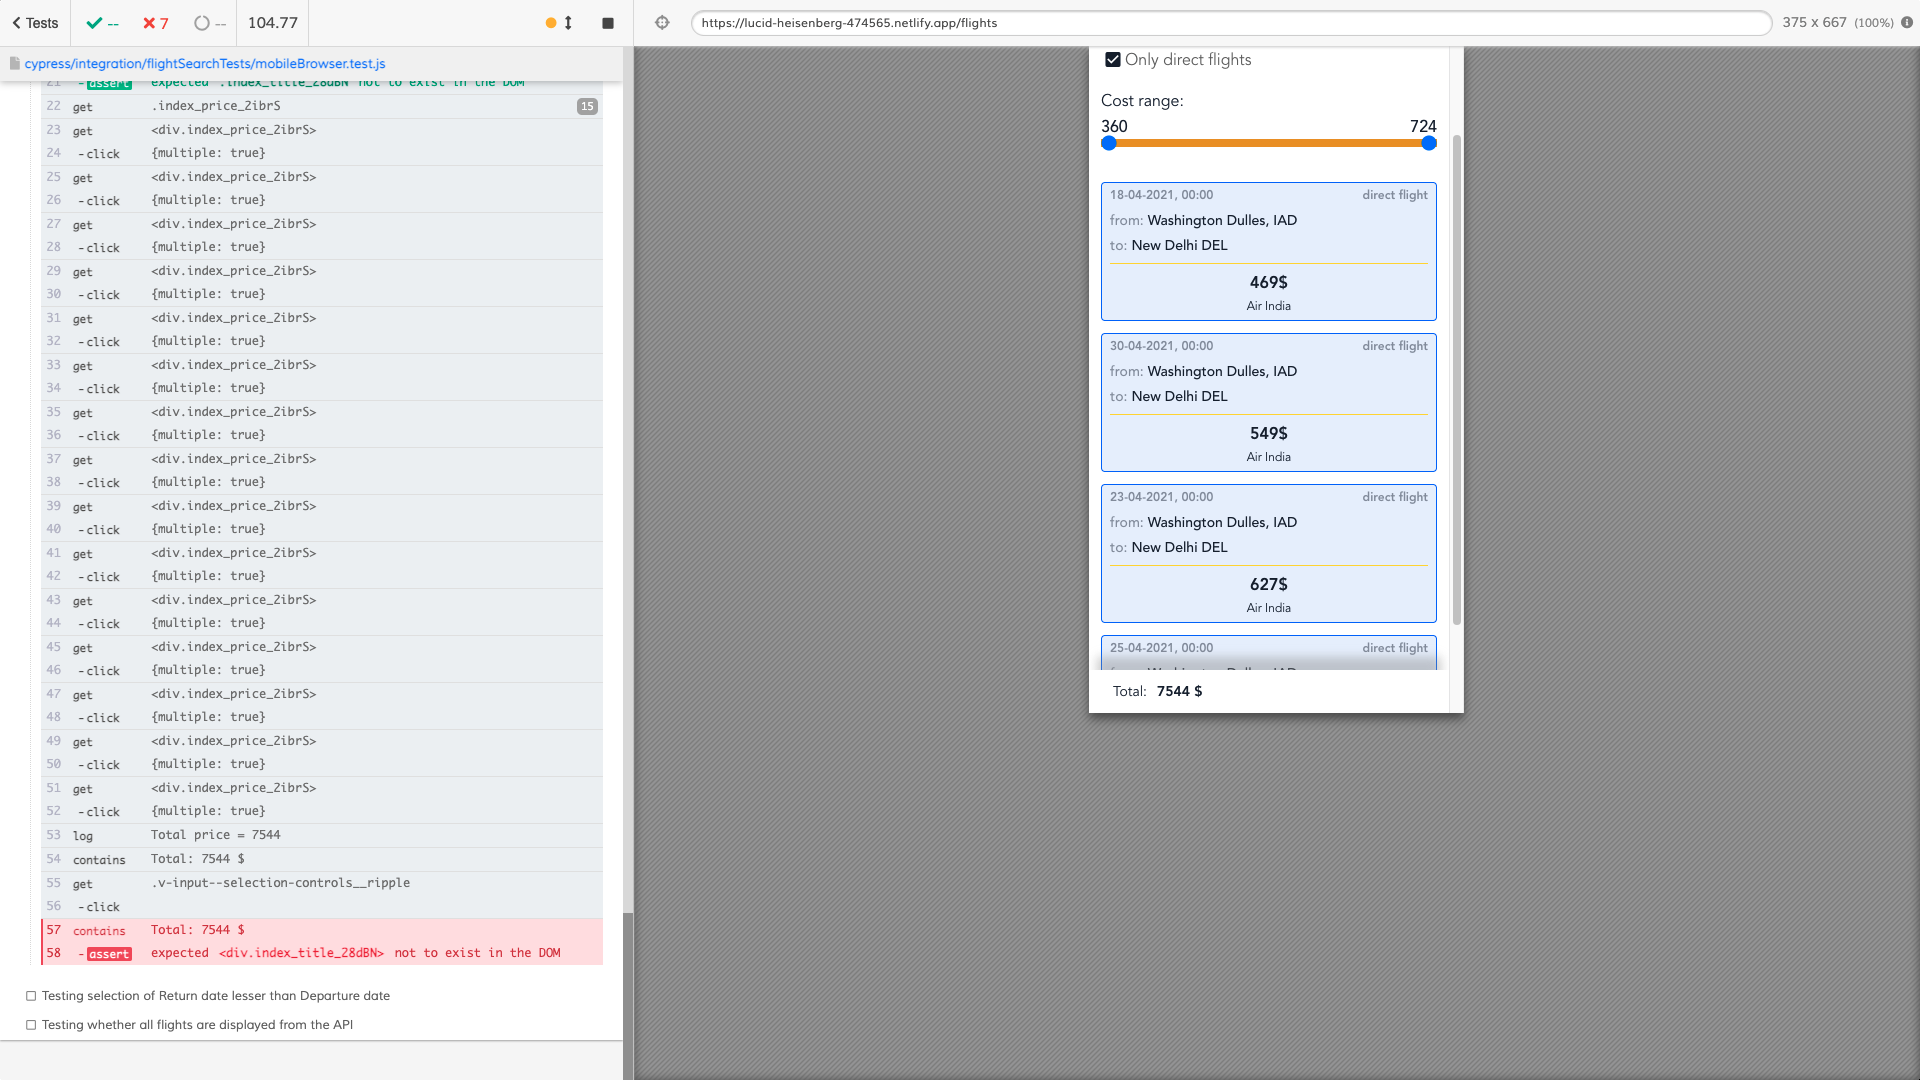 Tests
--
7
--
104.77
https://lucid-heisenberg-474565.netlify.app/flights
375 x 667 (100%)
cypress/integration/flightSearchTests/mobileBrowser.test.js
21 -assert expected .index_title_28dBN not to exist in the DOM
22 get .index_price_2ibrS 15
23 get <div.index_price_2ibrS>
24 -click {multiple: true}
25 get <div.index_price_2ibrS>
26 -click {multiple: true}
27 get <div.index_price_2ibrS>
28 -click {multiple: true}
29 get <div.index_price_2ibrS>
30 -click {multiple: true}
31 get <div.index_price_2ibrS>
32 -click {multiple: true}
33 get <div.index_price_2ibrS>
34 -click {multiple: true}
35 get <div.index_price_2ibrS>
36 -click {multiple: true}
37 get <div.index_price_2ibrS>
38 -click {multiple: true}
39 get <div.index_price_2ibrS>
40 -click {multiple: true}
41 get <div.index_price_2ibrS>
42 -click {multiple: true}
43 get <div.index_price_2ibrS>
44 -click {multiple: true}
45 get <div.index_price_2ibrS>
46 -click {multiple: true}
47 get <div.index_price_2ibrS>
48 -click {multiple: true}
49 get <div.index_price_2ibrS>
50 -click {multiple: true}
51 get <div.index_price_2ibrS>
52 -click {multiple: true}
53 log Total price = 7544
54 contains Total: 7544 $
55 get .v-input--selection-controls__ripple
56 -click
57 contains Total: 7544 $
58 -assert expected <div.index_title_28dBN> not to exist in the DOM
Testing selection of Return date lesser than Departure date
Testing whether all flights are displayed from the API
Only direct flights
Cost range:
360 724
18-04-2021, 00:00 direct flight
from: Washington Dulles, IAD
to: New Delhi DEL
469$
Air India
30-04-2021, 00:00 direct flight
from: Washington Dulles, IAD
to: New Delhi DEL
549$
Air India
23-04-2021, 00:00 direct flight
from: Washington Dulles, IAD
to: New Delhi DEL
627$
Air India
25-04-2021, 00:00 direct flight
Total: 7544 $